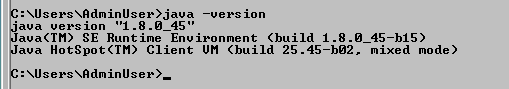 C:\Users\AdminUser>java -version
java version "1.8.0_45"
Java(TM) SE Runtime Environment (build 1.8.0_45-b15)
Java HotSpot(TM) Client VM (build 25.45-b02, mixed mode)
C:\Users\AdminUser>_